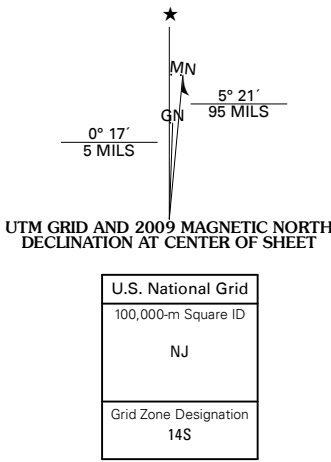 ★
MN
5° 21´
95 MILS
GN
0° 17´
5 MILS
UTM GRID AND 2009 MAGNETIC NORTH
DECLINATION AT CENTER OF SHEET
U.S. National Grid
100,000-m Square ID
NJ
Grid Zone Designation
14S